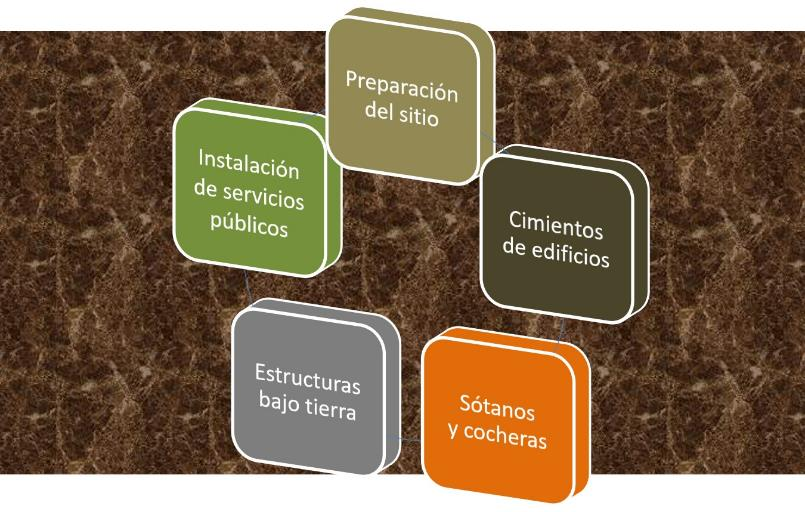 Preparación
del sitio
Cimientos
de edificios
Sótanos
y cocheras
Estructuras
bajo tierra
Instalación
de servicios
públicos